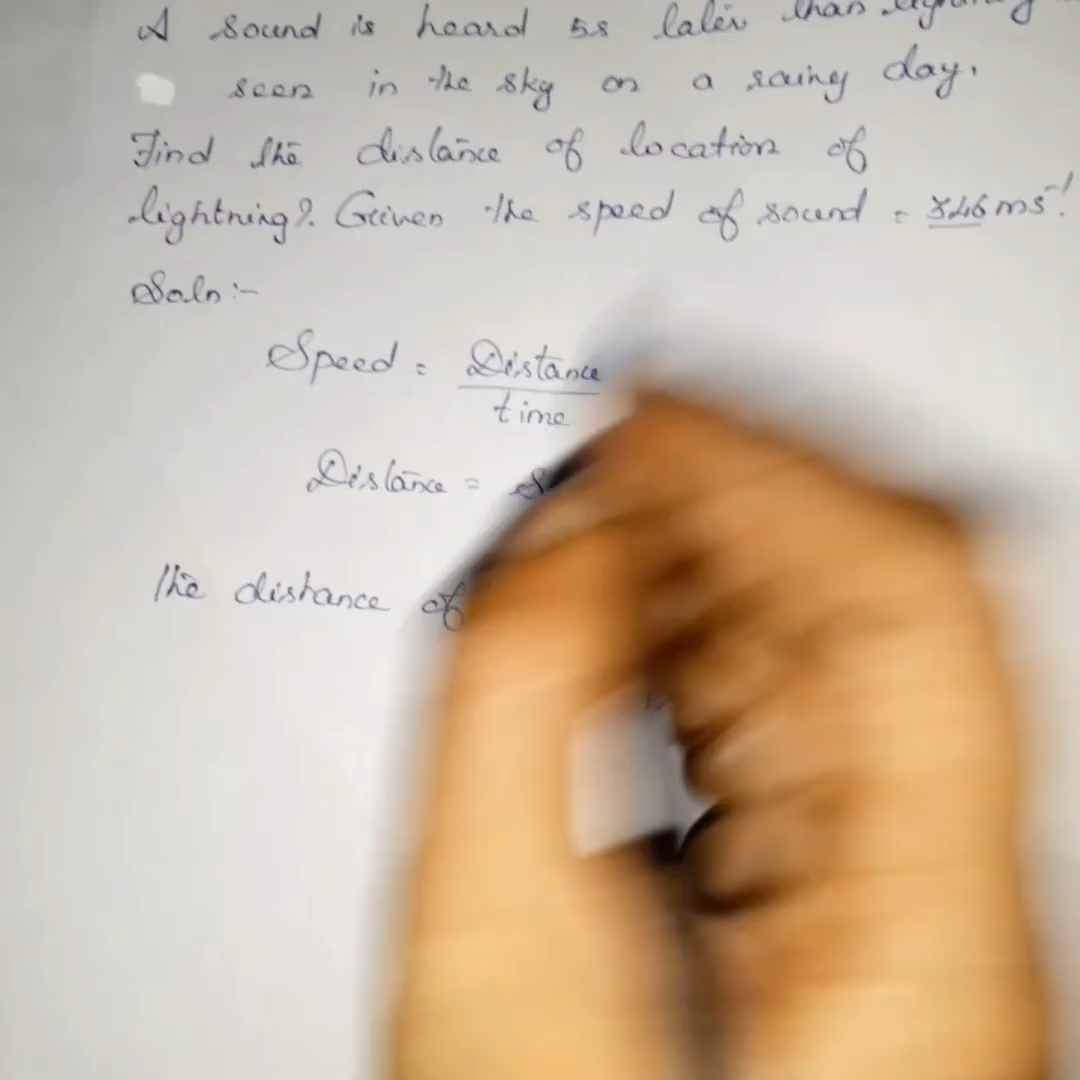 A sound is heard 5s later than
seen in the sky on a rainy day.
Find the distance of location of
lightning? Given the speed of sound = 346 ms⁻¹.
Soln :-
Speed = Distance / time
Distance =
The distance of